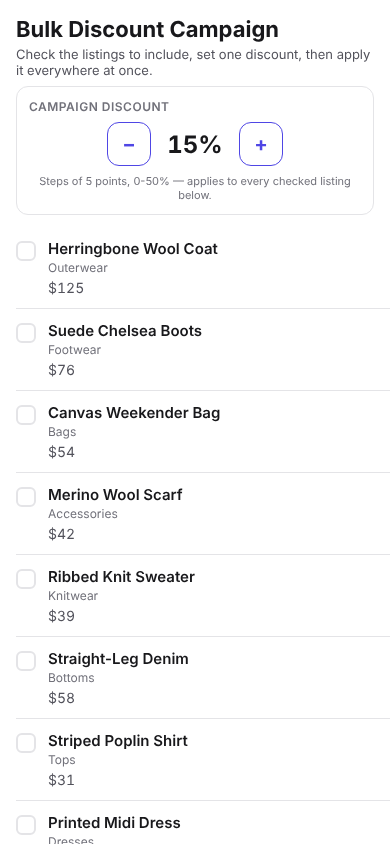 Bulk Discount Campaign
Check the listings to include, set one discount, then apply
it everywhere at once.
CAMPAIGN DISCOUNT
− 15% +
Steps of 5 points, 0-50% — applies to every checked listing
below.
Herringbone Wool Coat
Outerwear
$125
Suede Chelsea Boots
Footwear
$76
Canvas Weekender Bag
Bags
$54
Merino Wool Scarf
Accessories
$42
Ribbed Knit Sweater
Knitwear
$39
Straight-Leg Denim
Bottoms
$58
Striped Poplin Shirt
Tops
$31
Printed Midi Dress
Dresses